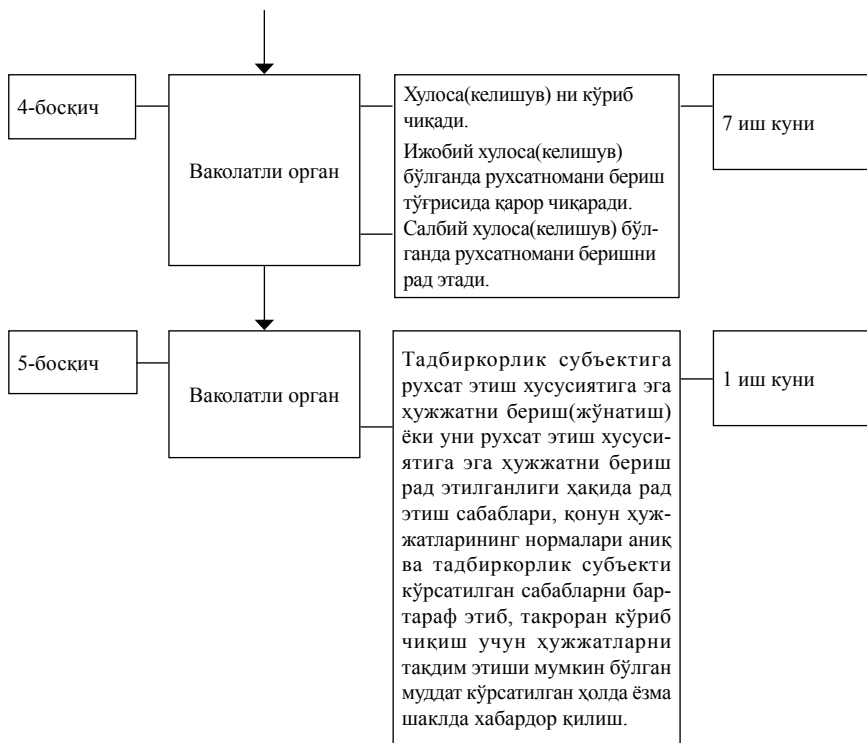 4-босқич
Ваколатли орган
Хулоса(келишув) ни кўриб
чиқади.
Ижобий хулоса(келишув)
бўлганда рухсатномани бериш
тўғрисида қарор чиқаради.
Салбий хулоса(келишув) бўл-
ганда рухсатномани беришни
рад этади.
7 иш куни
5-босқич
Ваколатли орган
Тадбиркорлик субъектига
рухсат этиш хусусиятига эга
ҳужжатни бериш(жўнатиш)
ёки уни рухсат этиш хусуси-
ятига эга ҳужжатни бериш
рад этилганлиги ҳақида рад
этиш сабаблари, қонун ҳуж-
жатларининг нормалари аниқ
ва тадбиркорлик субъекти
кўрсатилган сабабларни бар-
тараф этиб, такроран кўриб
чиқиш учун ҳужжатларни
тақдим этиши мумкин бўлган
муддат кўрсатилган ҳолда ёзма
шаклда хабардор қилиш.
1 иш куни